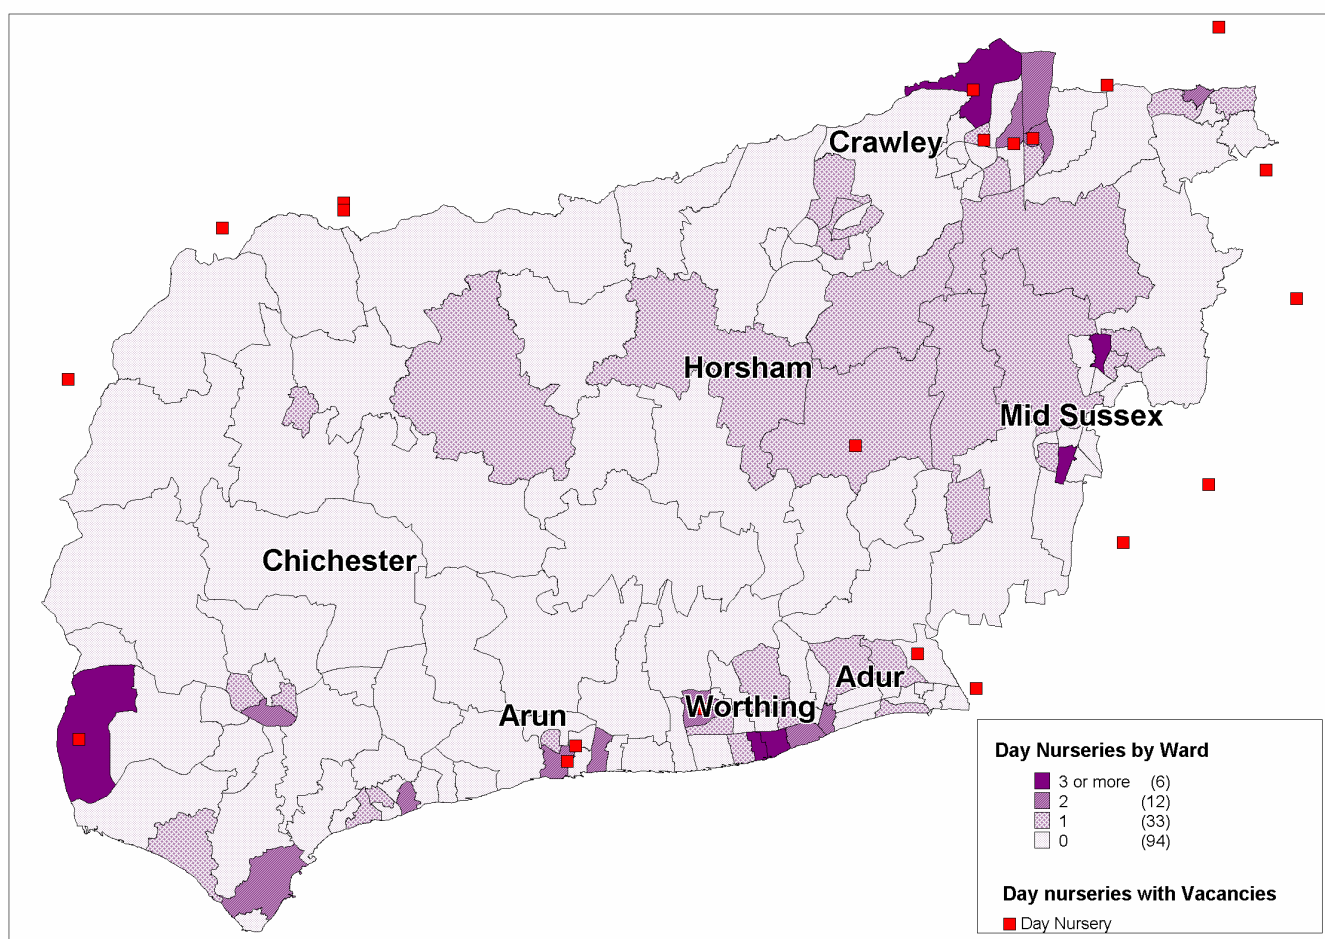 Crawley
Horsham
Mid Sussex
Chichester
Adur
Worthing
Arun
Day Nurseries by Ward
3 or more (6)
2 (12)
1 (33)
0 (94)
Day nurseries with Vacancies
Day Nursery